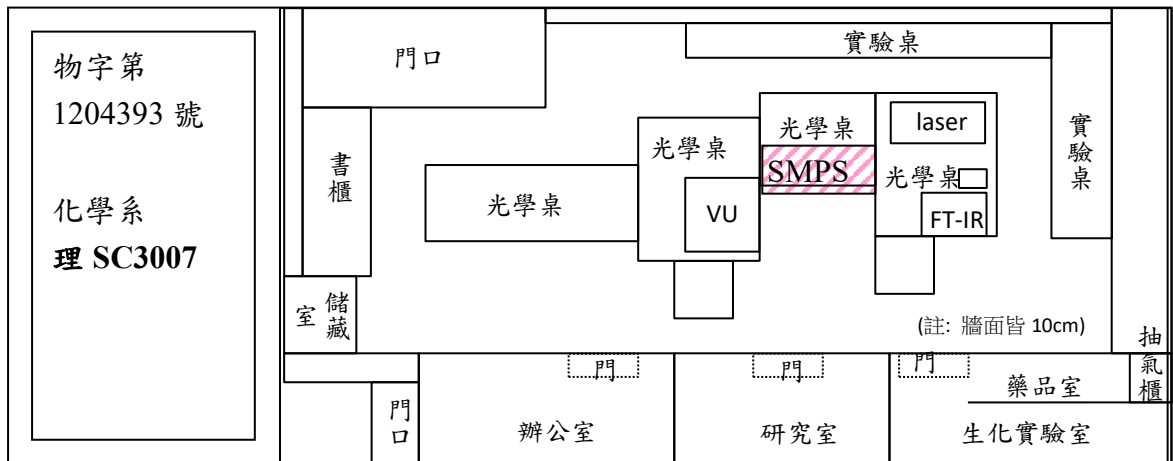 物字第
1204393 號
化學系
理 SC3007
門口
實驗桌
書櫃
光學桌
光學桌
VU
光學桌
SMPS
laser
光學桌
FT-IR
實驗桌
儲藏
室
(註: 牆面皆 10cm)
抽氣櫃
門口
門
辦公室
門
研究室
門
藥品室
生化實驗室